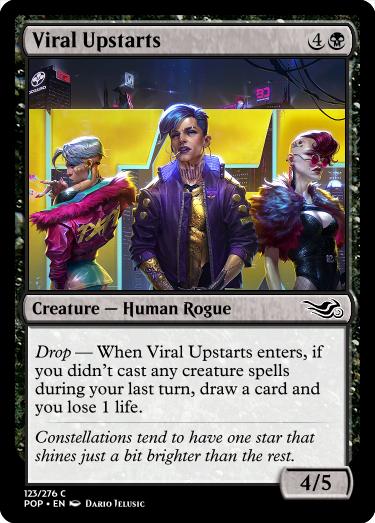 Viral Upstarts 4
Creature — Human Rogue
Drop — When Viral Upstarts enters, if
you didn't cast any creature spells
during your last turn, draw a card and
you lose 1 life.
Constellations tend to have one star that
shines just a bit brighter than the rest.
4/5
123/276 C
POP • EN Dario Jelusic